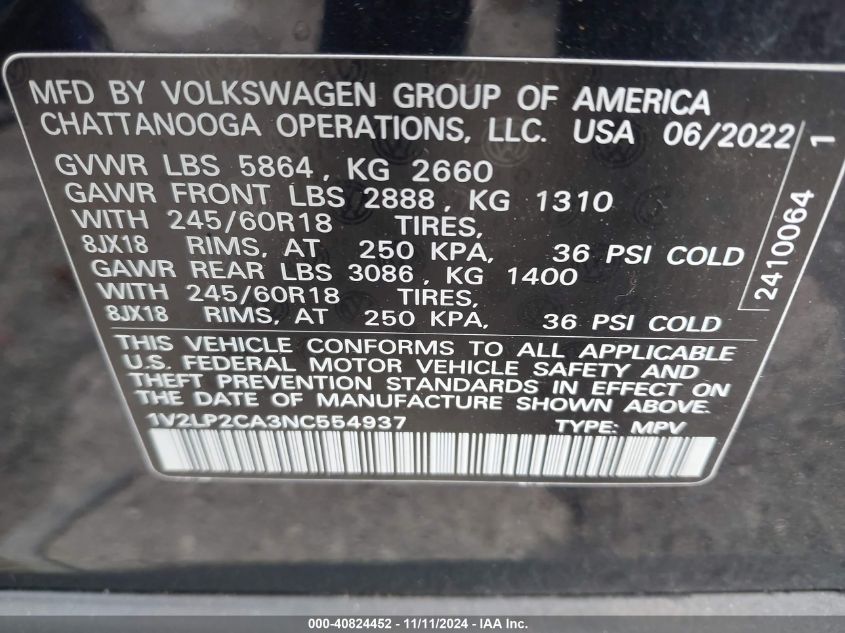 MFD BY VOLKSWAGEN GROUP OF AMERICA
CHATTANOOGA OPERATIONS, LLC. USA 06/2022
GVWR LBS 5864, KG 2660
GAWR FRONT LBS 2888, KG 1310
WITH 245/60R18 TIRES,
8JX18 RIMS, AT 250 KPA, 36 PSI COLD
GAWR REAR LBS 3086, KG 1400
WITH 245/60R18 TIRES,
8JX18 RIMS, AT 250 KPA, 36 PSI COLD
THIS VEHICLE CONFORMS TO ALL APPLICABLE
U.S. FEDERAL MOTOR VEHICLE SAFETY AND
THEFT PREVENTION STANDARDS IN EFFECT ON
THE DATE OF MANUFACTURE SHOWN ABOVE.
1V2LP2CA3NC554937 TYPE: MPV
2410064 1
000-40824452 - 11/11/2024 - IAA Inc.